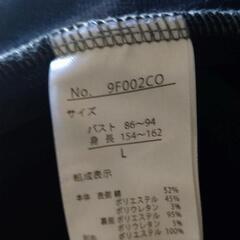 No. 9F002CO
サイズ
バスト 86~94
身長 154~162
L
組成表示
本体 表 綿 52%
ポリエステル 45%
ポリウレタン 3%
ポリエステル 95%
ポリウレタン 5%
100%